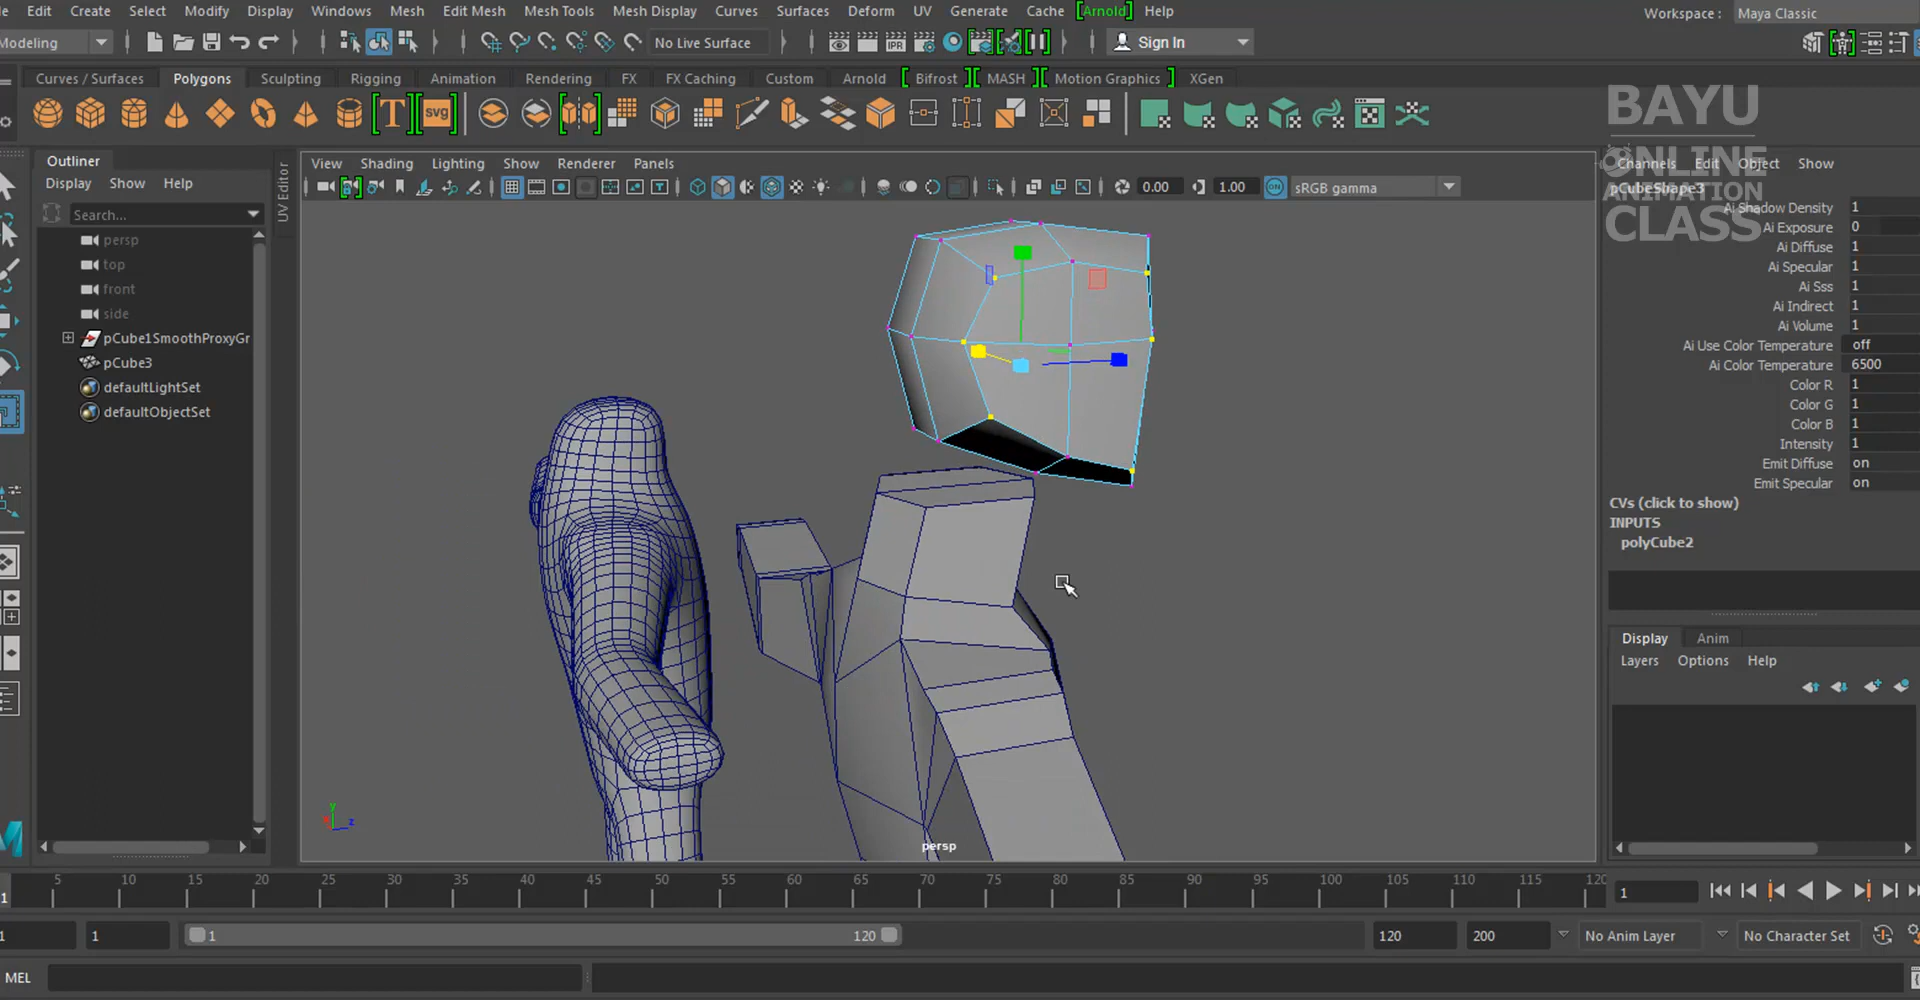 Edit Create Select Modify Display Windows Mesh Edit Mesh Mesh Tools Mesh Display Curves Surfaces Deform UV Generate Cache [Arnold] Help
Workspace : Maya Classic
Modeling
No Live Surface
IPR
Sign In
Curves / Surfaces Polygons Sculpting Rigging Animation Rendering FX FX Caching Custom Arnold Bifrost MASH Motion Graphics XGen
T svg
BAYU
ONLINE
ANIMATION
CLASS
Outliner
Display Show Help
Search...
persp
top
front
side
pCube1SmoothProxyGr
pCube3
defaultLightSet
defaultObjectSet
UV Editor
View Shading Lighting Show Renderer Panels
0.00 1.00 ON sRGB gamma
y
z
persp
Channels Edit Object Show
pCubeShape3
Ai Shadow Density 1
Ai Exposure 0
Ai Diffuse 1
Ai Specular 1
Ai Sss 1
Ai Indirect 1
Ai Volume 1
Ai Use Color Temperature off
Ai Color Temperature 6500
Color R 1
Color G 1
Color B 1
Intensity 1
Emit Diffuse on
Emit Specular on
CVs (click to show)
INPUTS
polyCube2
Display Anim
Layers Options Help
1 5 10 15 20 25 30 35 40 45 50 55 60 65 70 75 80 85 90 95 100 105 110 115 120
1
1 1 1 120 120 200 No Anim Layer No Character Set
MEL